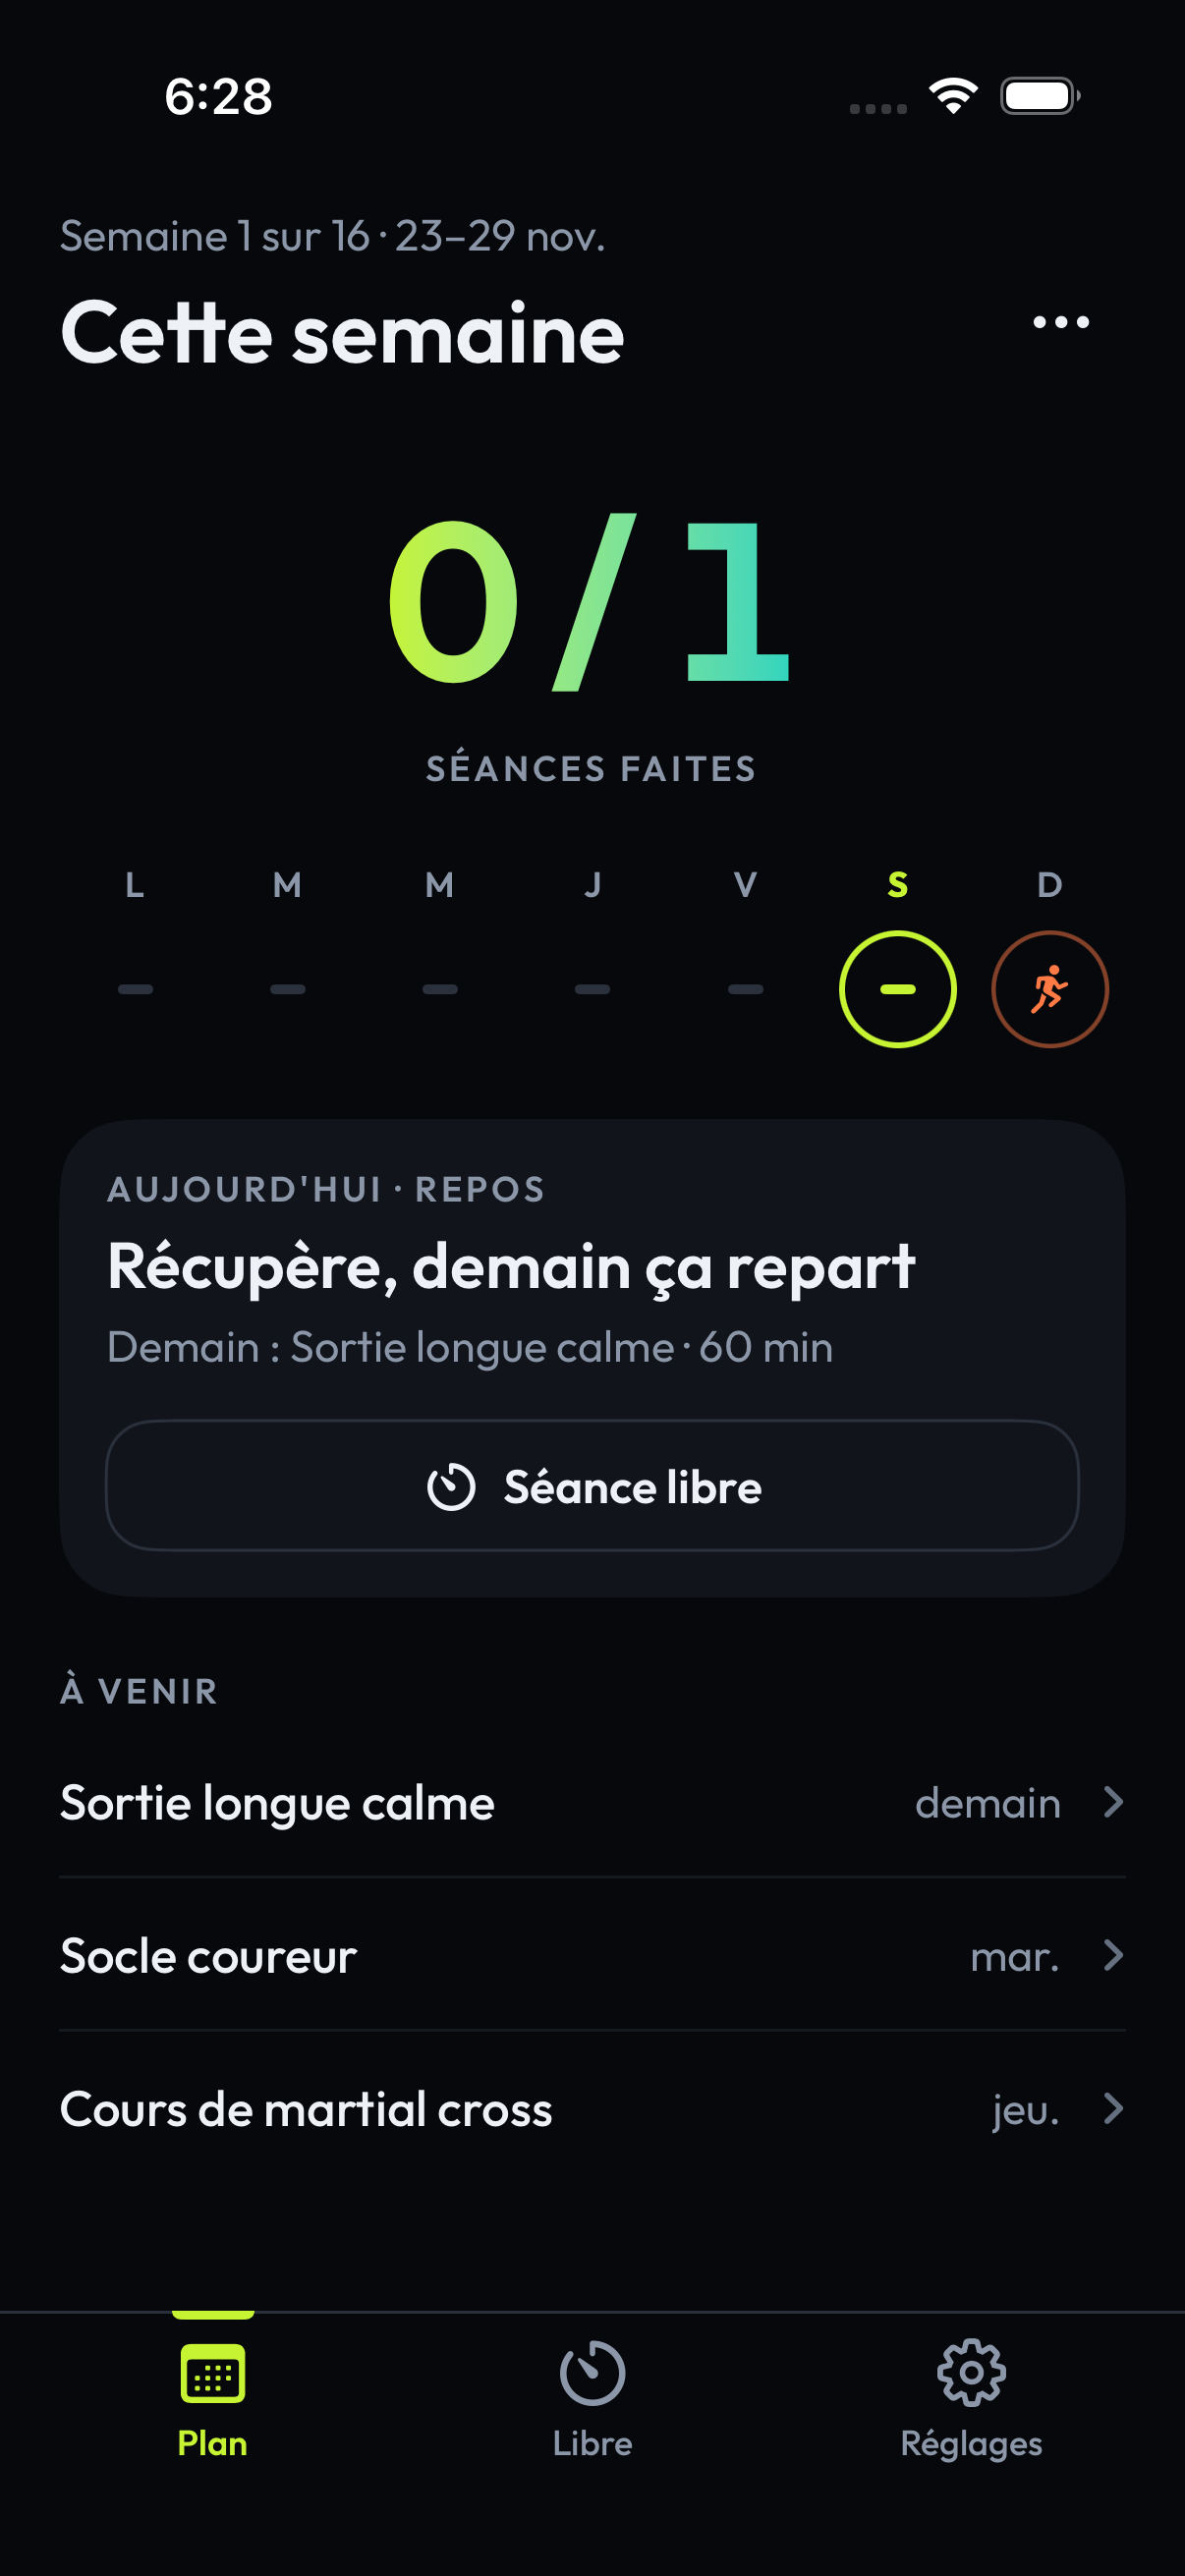 6:28
Semaine 1 sur 16 · 23–29 nov.
Cette semaine
0/1
SÉANCES FAITES
L M M J V S D
AUJOURD'HUI · REPOS
Récupère, demain ça repart
Demain : Sortie longue calme · 60 min
Séance libre
À VENIR
Sortie longue calme demain
Socle coureur mar.
Cours de martial cross jeu.
Plan Libre Réglages